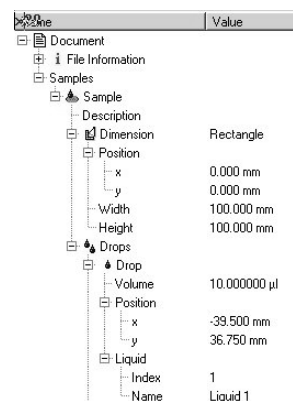 Value
Document
File Information
Samples
Sample
Description
Dimension Rectangle
Position
x 0.000 mm
y 0.000 mm
Width 100.000 mm
Height 100.000 mm
Drops
Drop
Volume 10.000000 µl
Position
x -39.500 mm
y 36.750 mm
Liquid
Index 1
Name Liquid 1